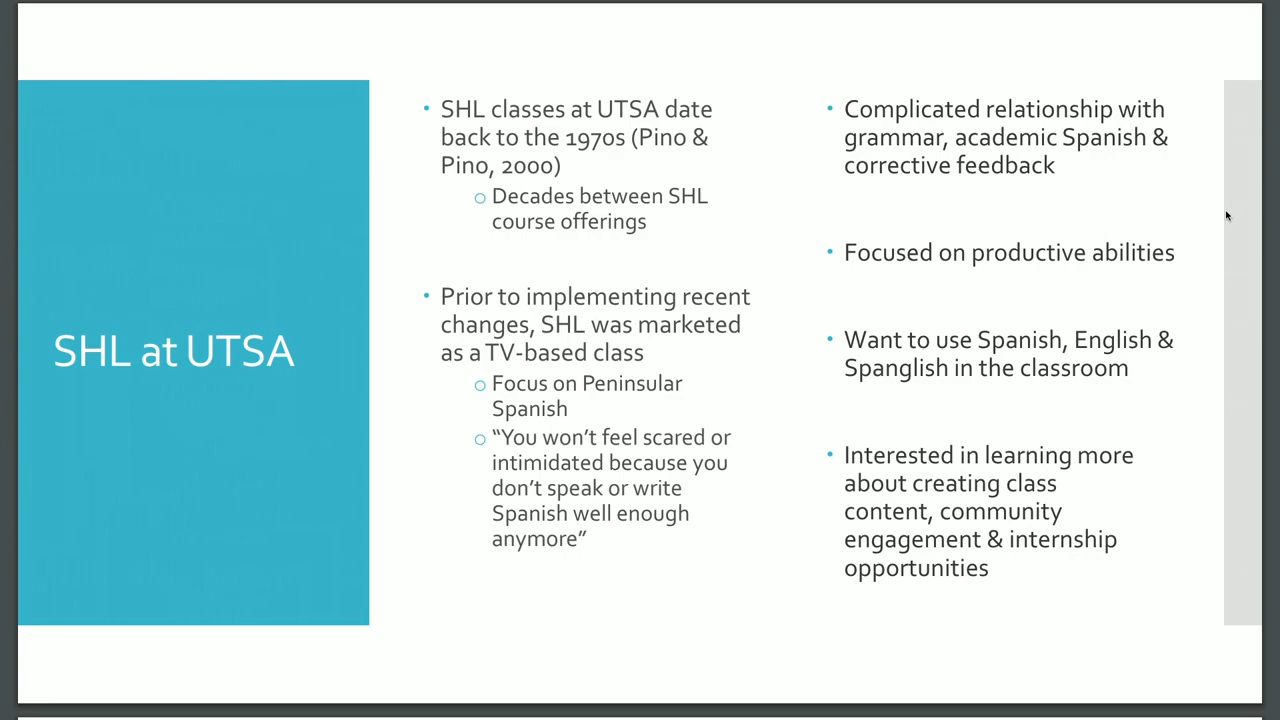 SHL at UTSA
• SHL classes at UTSA date
back to the 1970s (Pino &
Pino, 2000)
o Decades between SHL
course offerings
• Prior to implementing recent
changes, SHL was marketed
as a TV-based class
o Focus on Peninsular
Spanish
o “You won’t feel scared or
intimidated because you
don’t speak or write
Spanish well enough
anymore”
• Complicated relationship with
grammar, academic Spanish &
corrective feedback
• Focused on productive abilities
• Want to use Spanish, English &
Spanglish in the classroom
• Interested in learning more
about creating class
content, community
engagement & internship
opportunities